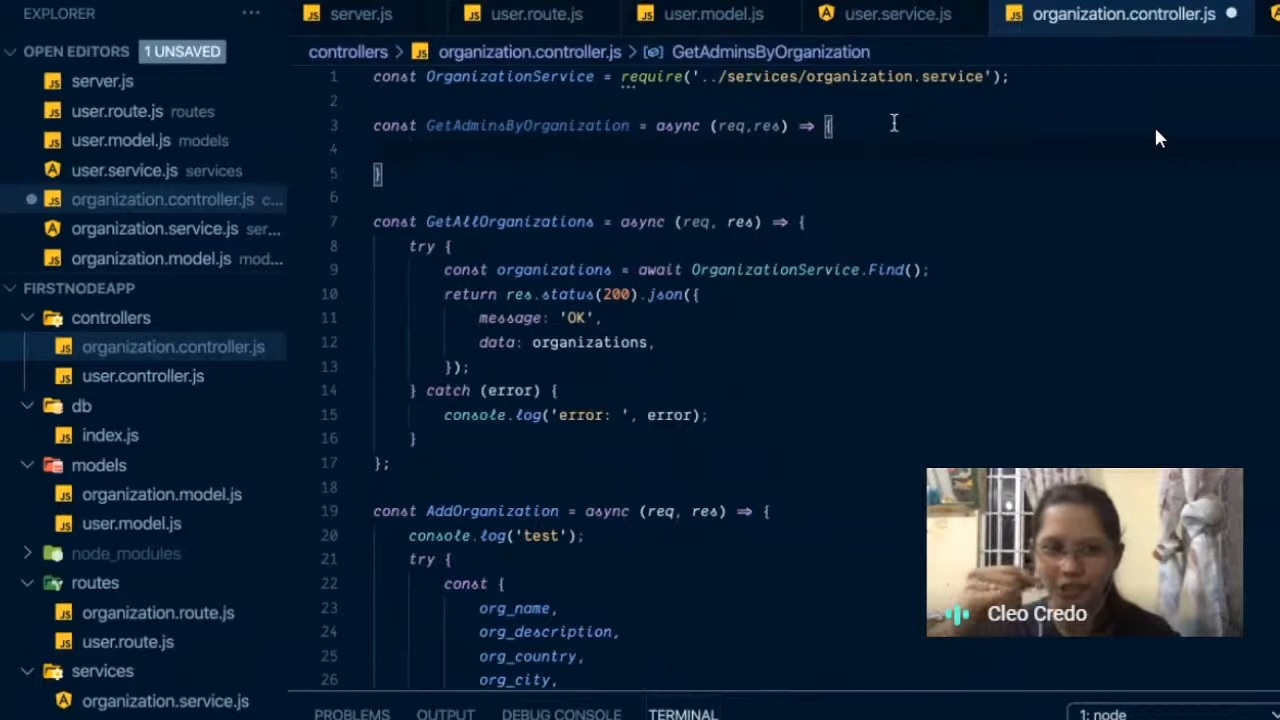 EXPLORER ...
OPEN EDITORS 1 UNSAVED
server.js
user.route.js routes
user.model.js models
user.service.js services
organization.controller.js c...
organization.service.js ser...
organization.model.js mod...
FIRSTNODEAPP
controllers
organization.controller.js
user.controller.js
db
index.js
models
organization.model.js
user.model.js
node_modules
routes
organization.route.js
user.route.js
services
organization.service.js
server.js user.route.js user.model.js user.service.js organization.controller.js
controllers > organization.controller.js > GetAdminsByOrganization
1 const OrganizationService = require('../services/organization.service');
2
3 const GetAdminsByOrganization = async (req,res) => {
4
5 }
6
7 const GetAllOrganizations = async (req, res) => {
8 try {
9 const organizations = await OrganizationService.Find();
10 return res.status(200).json({
11 message: 'OK',
12 data: organizations,
13 });
14 } catch (error) {
15 console.log('error: ', error);
16 }
17 };
18
19 const AddOrganization = async (req, res) => {
20 console.log('test');
21 try {
22 const {
23 org_name,
24 org_description,
25 org_country,
26 org_city,
Cleo Credo
PROBLEMS OUTPUT DEBUG CONSOLE TERMINAL 1: node